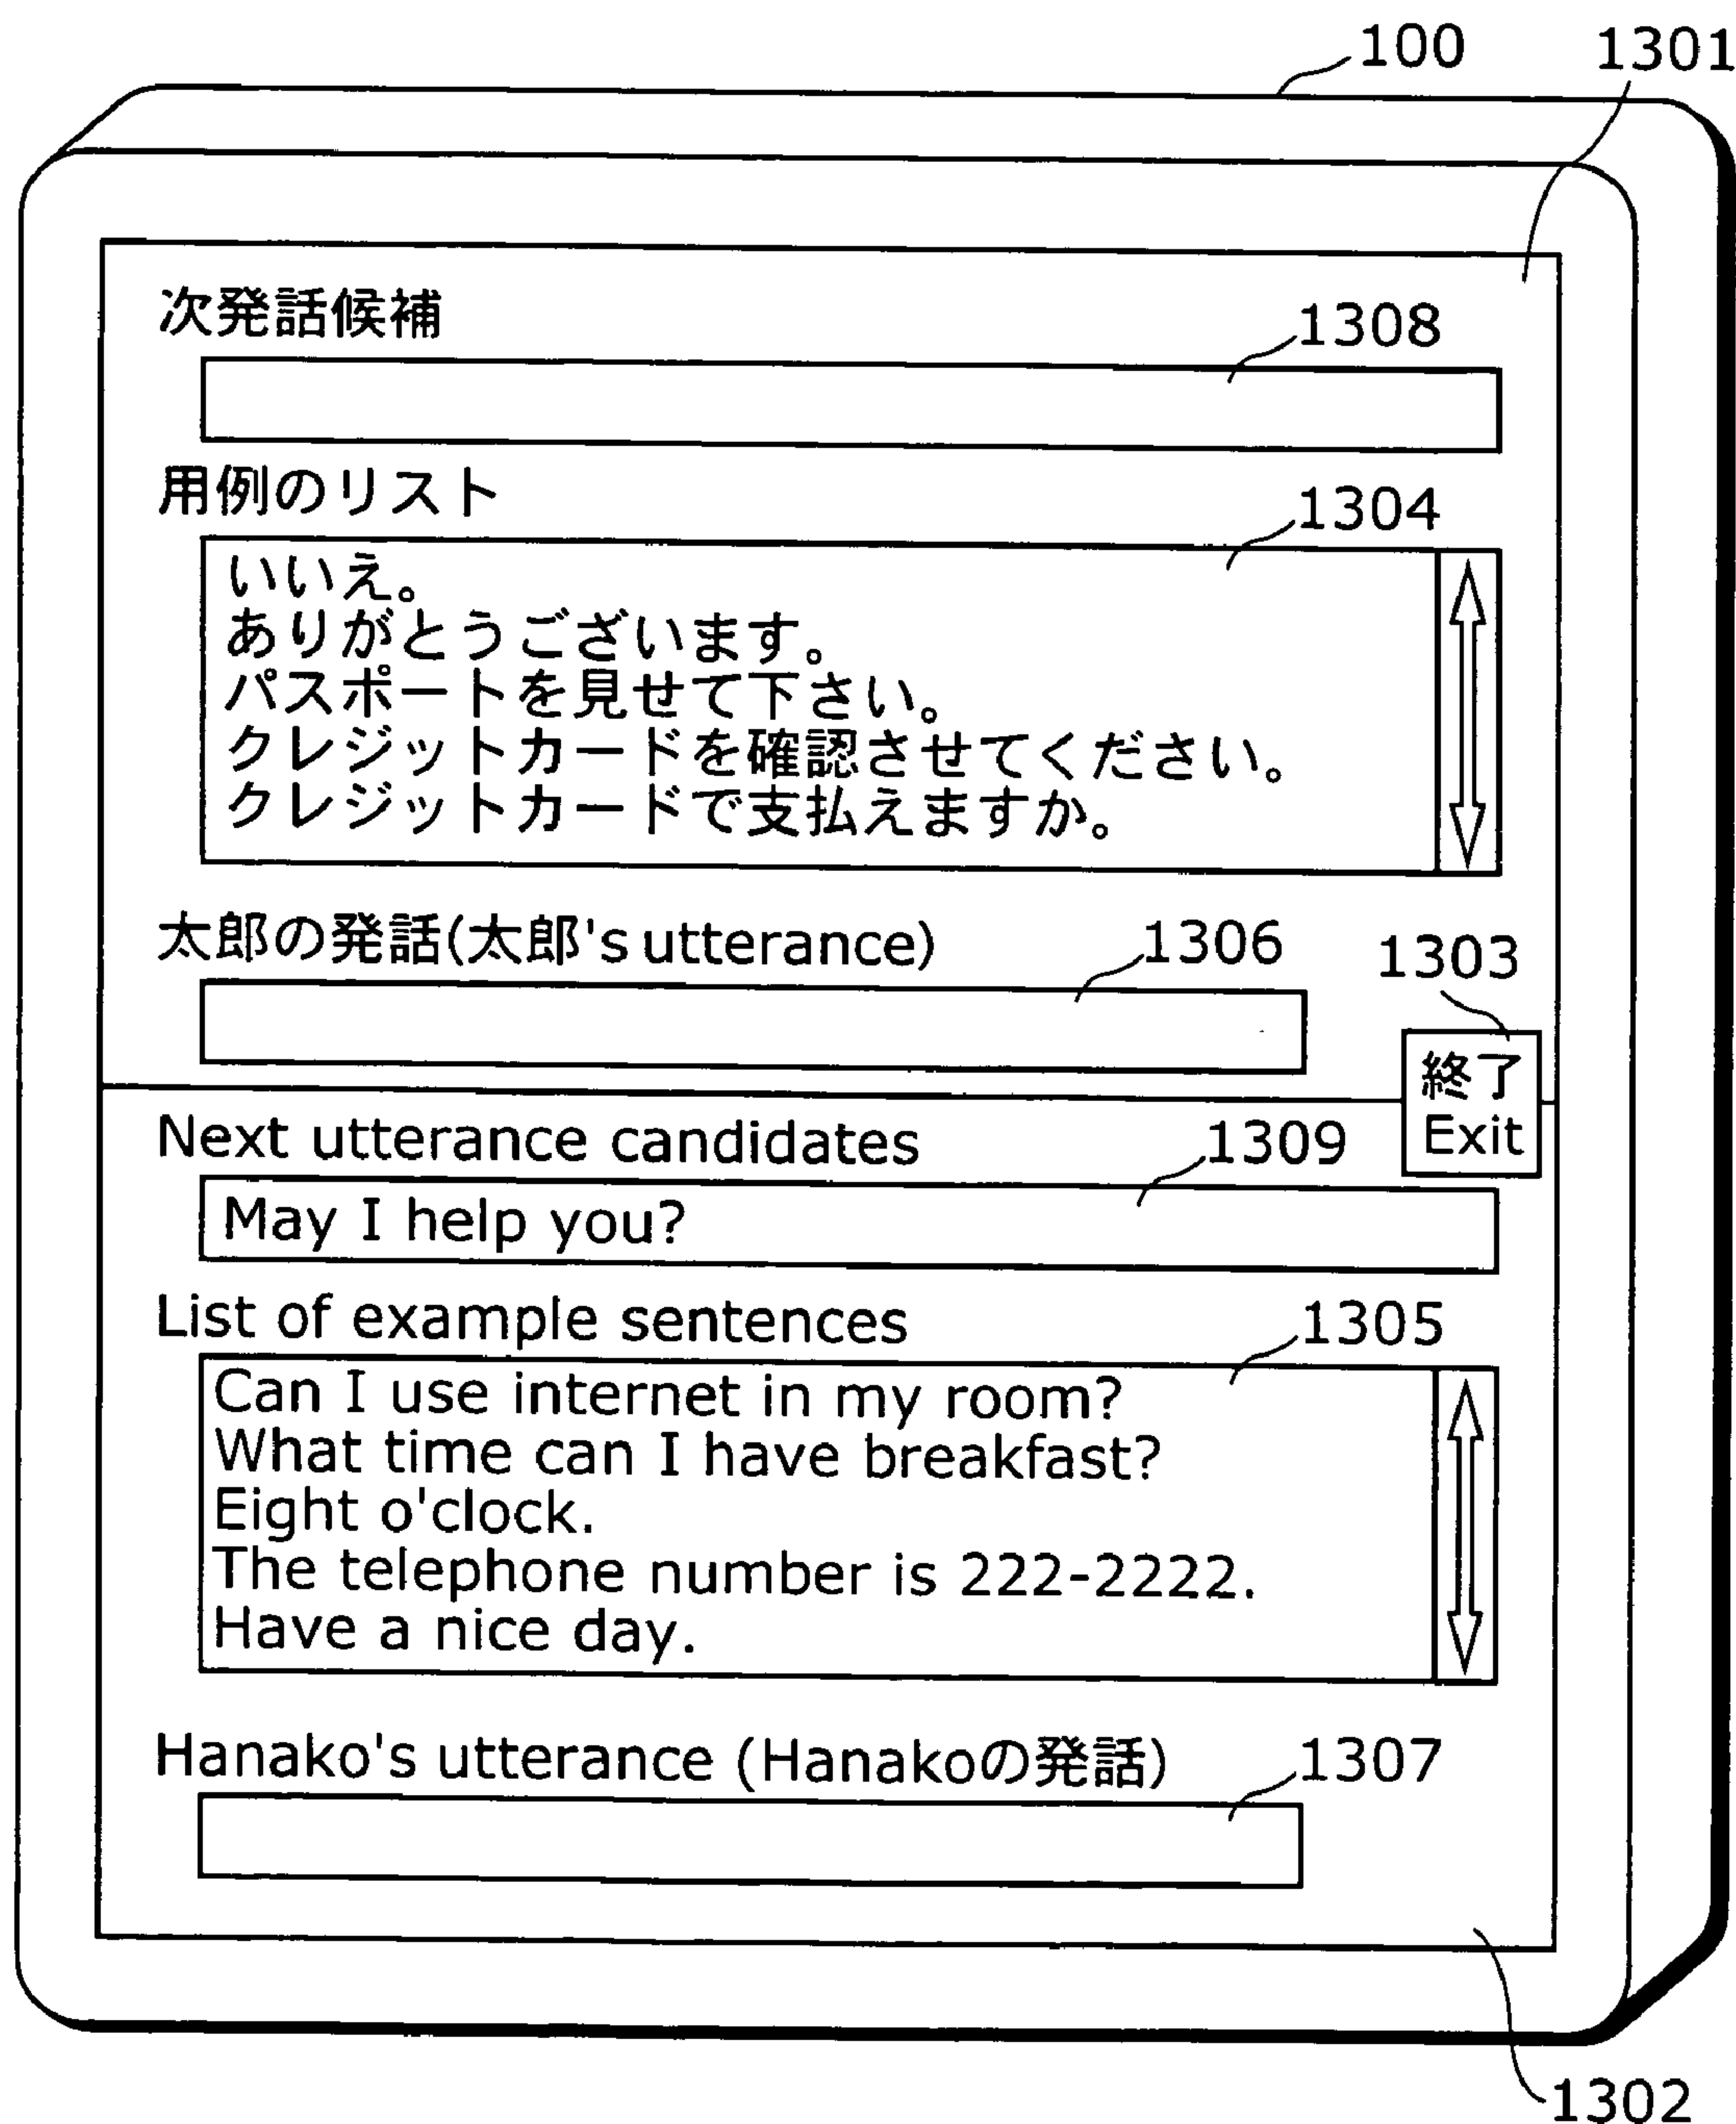 100
1301
次発話候補
1308
用例のリスト
1304
いいえ。
ありがとうございます。
パスポートを見せて下さい。
クレジットカードを確認させてください。
クレジットカードで支払えますか。
太郎の発話(太郎's utterance)
1306
1303
終了
Exit
Next utterance candidates
1309
May I help you?
List of example sentences
1305
Can I use internet in my room?
What time can I have breakfast?
Eight o'clock.
The telephone number is 222-2222.
Have a nice day.
Hanako's utterance (Hanakoの発話)
1307
1302